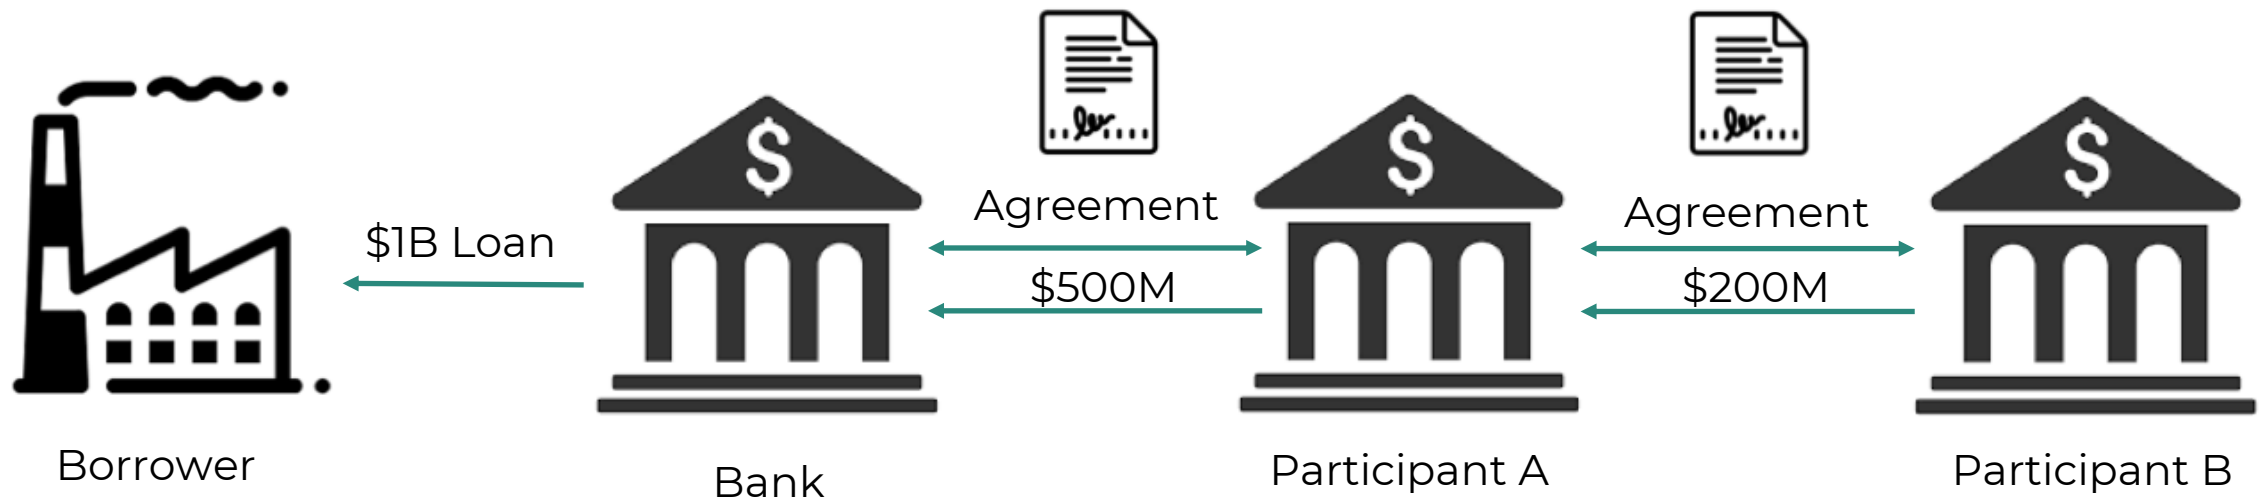 Agreement
Agreement
$1B Loan
$500M
$200M
Borrower
Bank
Participant A
Participant B
$
$
$